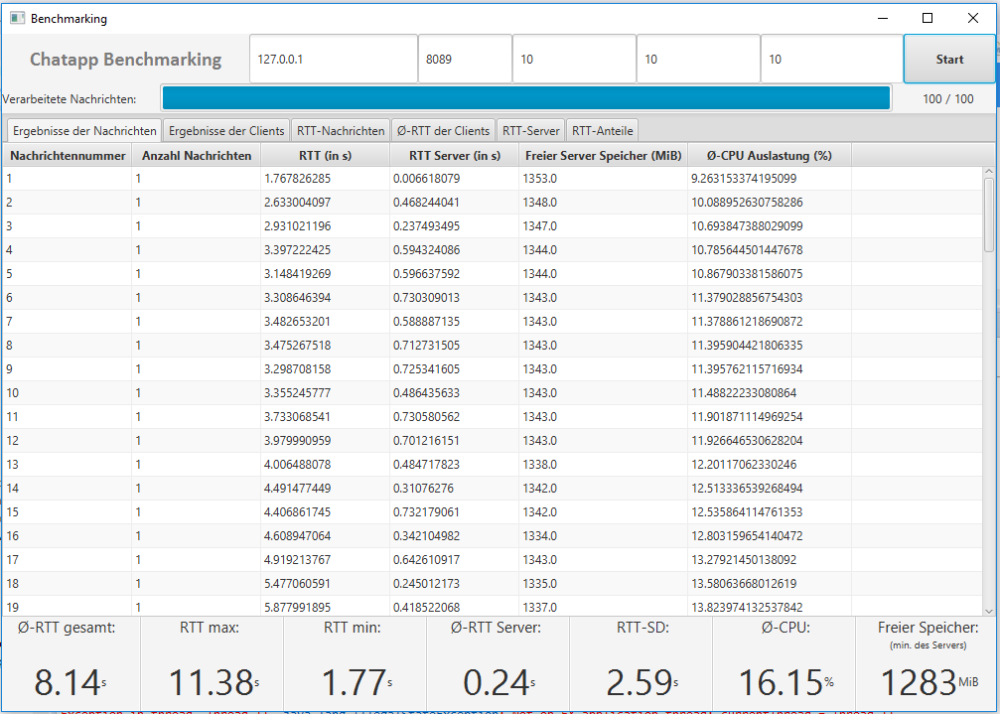 Benchmarking
Chatapp Benchmarking 127.0.0.1 8089 10 10 10 Start
Verarbeitete Nachrichten: 100 / 100
Ergebnisse der Nachrichten Ergebnisse der Clients RTT-Nachrichten Ø-RTT der Clients RTT-Server RTT-Anteile
Nachrichtennummer Anzahl Nachrichten RTT (in s) RTT Server (in s) Freier Server Speicher (MiB) Ø-CPU Auslastung (%)
1 1 1.767826285 0.006618079 1353.0 9.263153374195099
2 1 2.633004097 0.468244041 1348.0 10.088952630758286
3 1 2.931021196 0.237493495 1347.0 10.693847388029099
4 1 3.397222425 0.594324086 1344.0 10.785644501447678
5 1 3.148419269 0.596637592 1344.0 10.867903381586075
6 1 3.308646394 0.730309013 1343.0 11.379028856754303
7 1 3.482653201 0.588887135 1343.0 11.378861218690872
8 1 3.475267518 0.712731505 1343.0 11.395904421806335
9 1 3.298708158 0.725341605 1343.0 11.395762115716934
10 1 3.355245777 0.486435633 1343.0 11.48822233080864
11 1 3.733068541 0.730580562 1343.0 11.901871114969254
12 1 3.979990959 0.701216151 1343.0 11.926646530628204
13 1 4.006488078 0.484717823 1338.0 12.20117062330246
14 1 4.491477449 0.31076276 1342.0 12.513336539268494
15 1 4.406861745 0.732179061 1342.0 12.535864114761353
16 1 4.608947064 0.342104982 1334.0 12.803159654140472
17 1 4.919213767 0.642610917 1343.0 13.27921450138092
18 1 5.477060591 0.245012173 1335.0 13.58063668012619
19 1 5.877991895 0.418522068 1337.0 13.823974132537842
Ø-RTT gesamt: RTT max: RTT min: Ø-RTT Server: RTT-SD: Ø-CPU: Freier Speicher:
(min. des Servers)
8.14s 11.38s 1.77s 0.24s 2.59s 16.15% 1283MiB